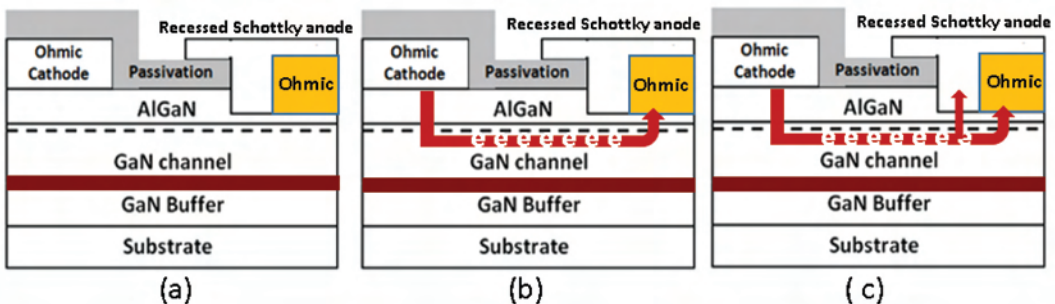 Recessed Schottky anode
Ohmic
Cathode
Passivation
Ohmic
AlGaN
GaN channel
GaN Buffer
Substrate
(a)
Recessed Schottky anode
Ohmic
Cathode
Passivation
Ohmic
AlGaN
e e e e e e e
GaN channel
GaN Buffer
Substrate
(b)
Recessed Schottky anode
Ohmic
Cathode
Passivation
Ohmic
AlGaN
e e e e e e e
GaN channel
GaN Buffer
Substrate
( c)